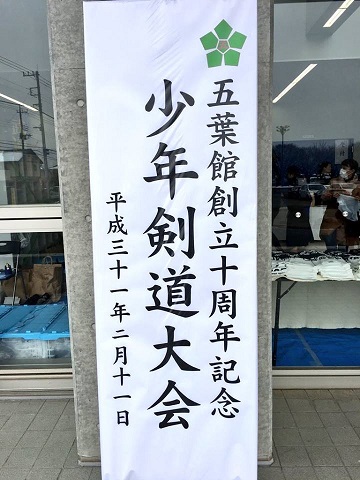 五葉館創立十周年記念
少年剣道大会
平成三十一年二月十一日